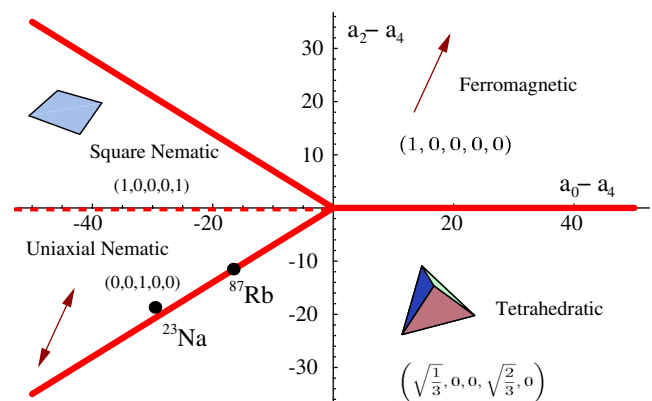 a₂− a₄
30
20
10
-10
-20
-30
-40
-20
20
40
a₀− a₄
Ferromagnetic
(1, 0, 0, 0, 0)
Square Nematic
(1,0,0,0,1)
Uniaxial Nematic
(0,0,1,0,0)
⁸⁷Rb
²³Na
Tetrahedratic
(√(1/3), 0, 0, √(2/3), 0)